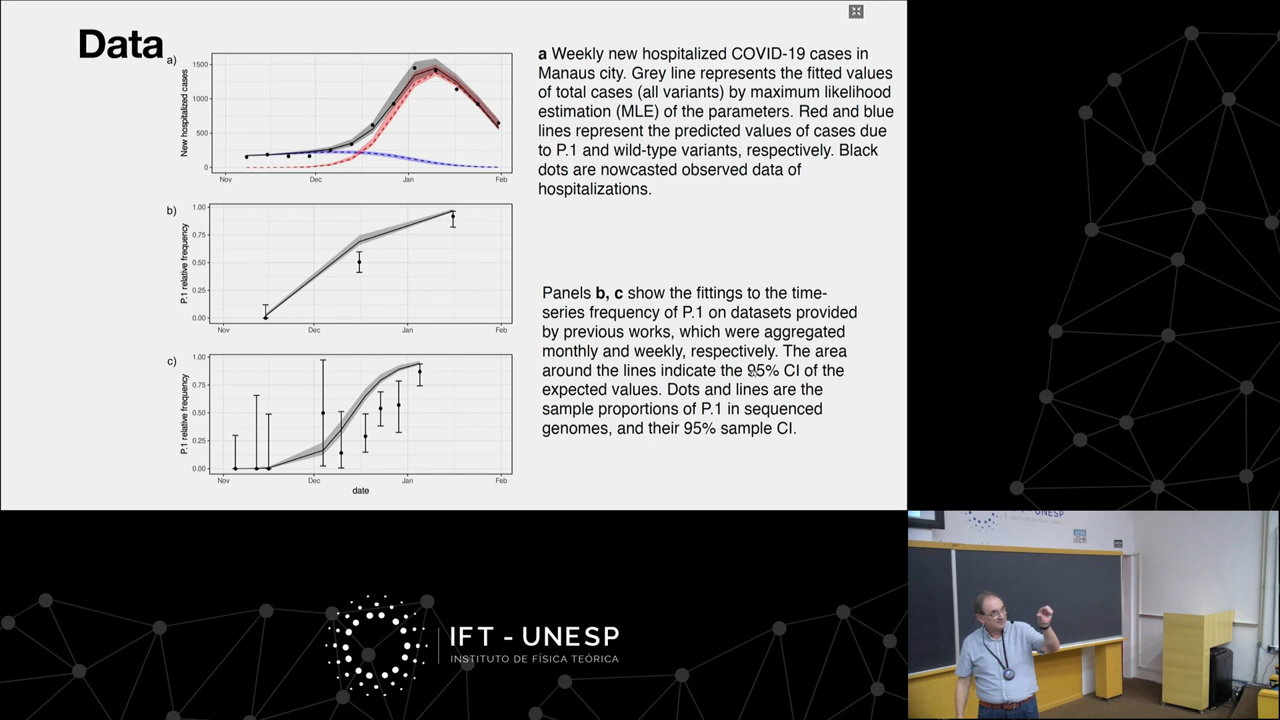 Data
a)
New hospitalized cases
1500
1000
500
0
Nov
Dec
Jan
Feb
b)
P.1 relative frequency
1.00
0.75
0.50
0.25
0.00
Nov
Dec
Jan
Feb
c)
P.1 relative frequency
1.00
0.75
0.50
0.25
0.00
Nov
Dec
Jan
Feb
date
a Weekly new hospitalized COVID-19 cases in
Manaus city. Grey line represents the fitted values
of total cases (all variants) by maximum likelihood
estimation (MLE) of the parameters. Red and blue
lines represent the predicted values of cases due
to P.1 and wild-type variants, respectively. Black
dots are nowcasted observed data of
hospitalizations.
Panels b, c show the fittings to the time-
series frequency of P.1 on datasets provided
by previous works, which were aggregated
monthly and weekly, respectively. The area
around the lines indicate the 95% CI of the
expected values. Dots and lines are the
sample proportions of P.1 in sequenced
genomes, and their 95% sample CI.
IFT - UNESP
INSTITUTO DE FÍSICA TEÓRICA
IFT - UNESP
INSTITUTO DE FÍSICA TEÓRICA